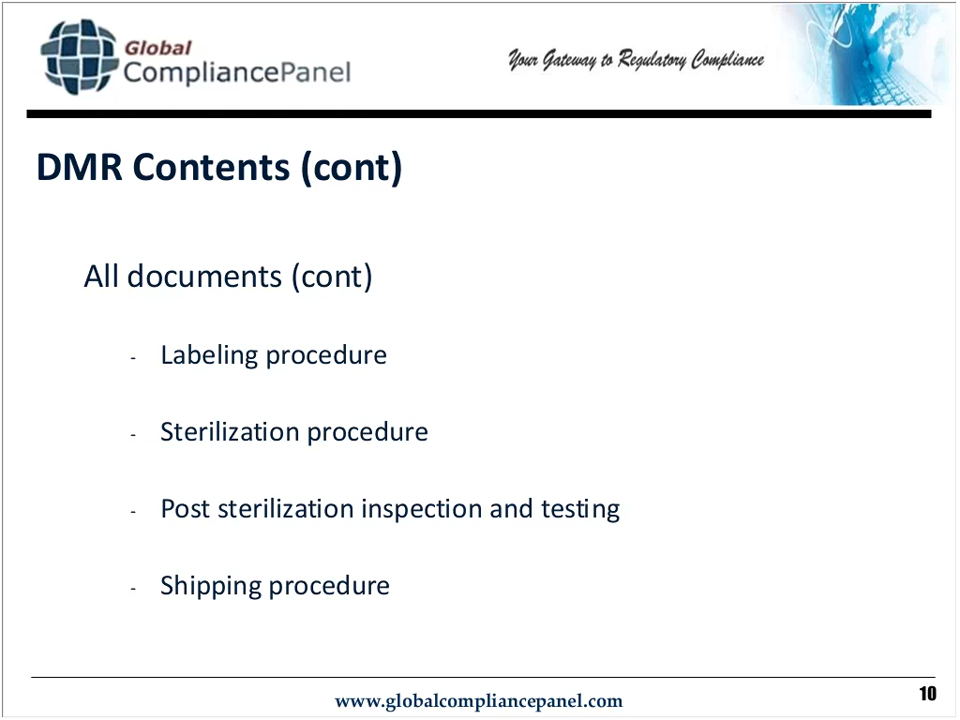 Global
CompliancePanel
Your Gateway to Regulatory Compliance
DMR Contents (cont)
All documents (cont)
- Labeling procedure
- Sterilization procedure
- Post sterilization inspection and testing
- Shipping procedure
www.globalcompliancepanel.com
10